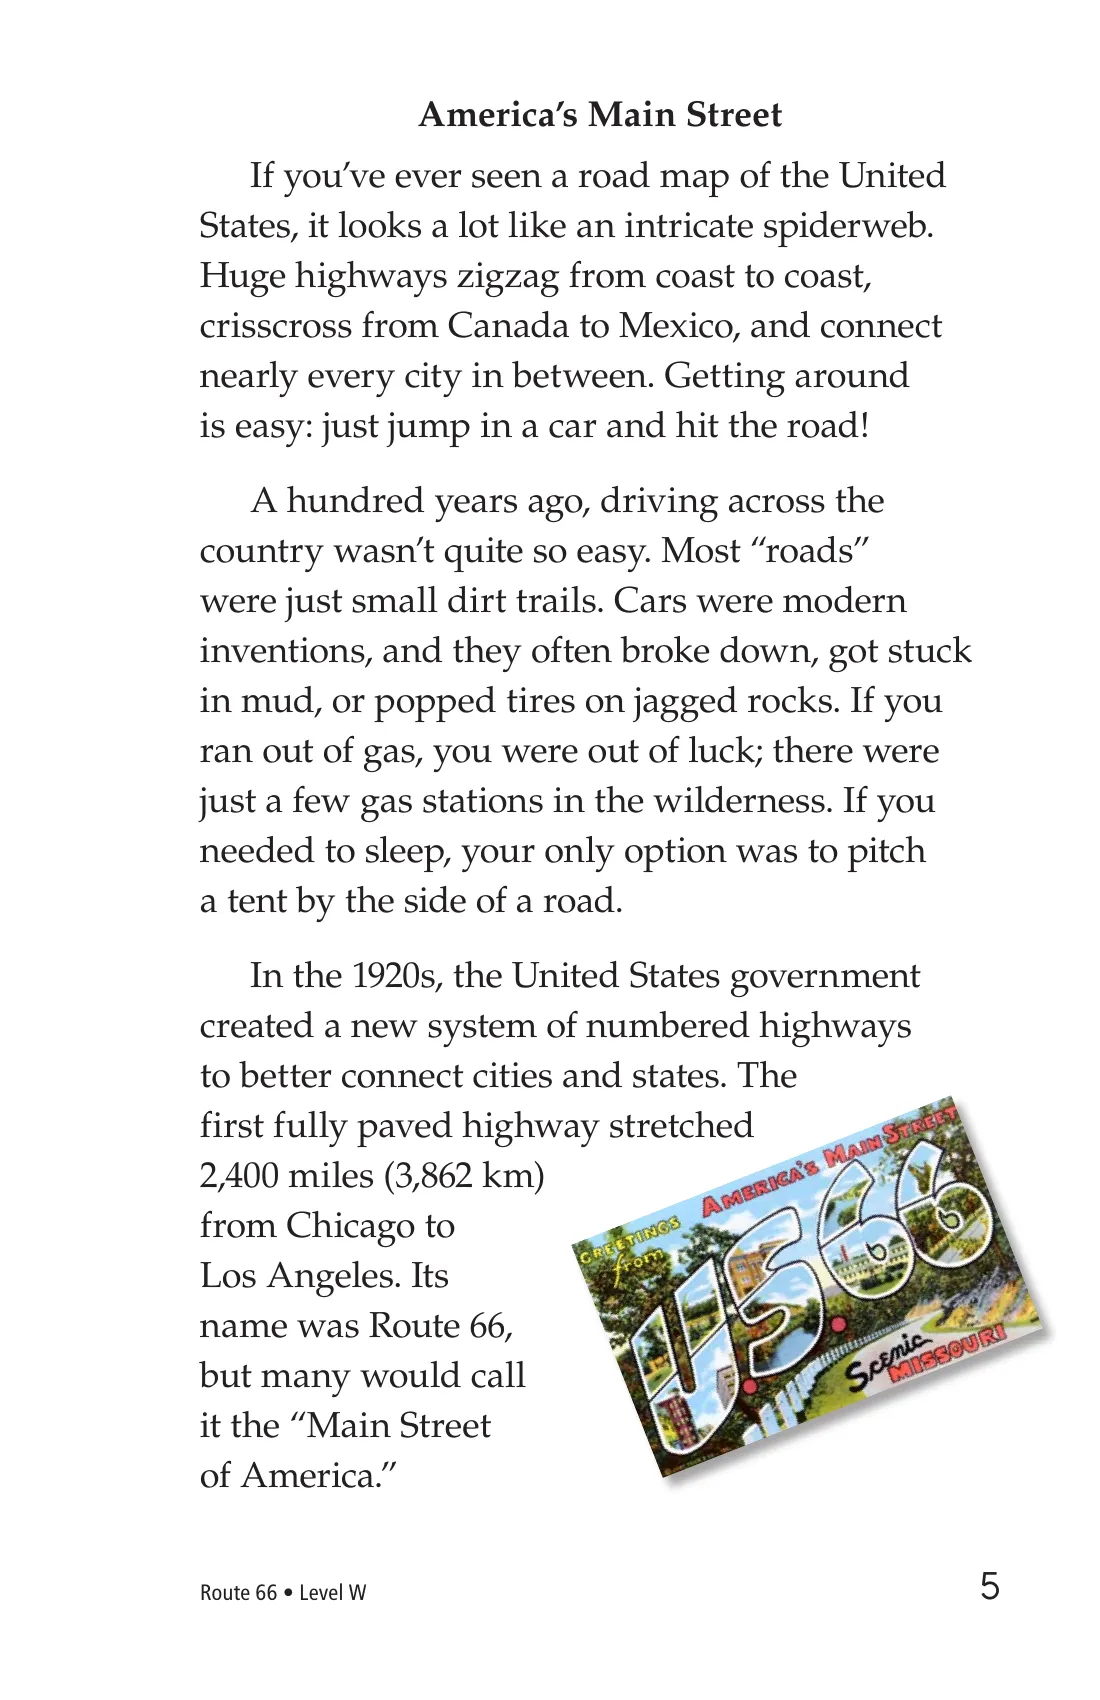 America’s Main Street
If you’ve ever seen a road map of the United
States, it looks a lot like an intricate spiderweb.
Huge highways zigzag from coast to coast,
crisscross from Canada to Mexico, and connect
nearly every city in between. Getting around
is easy: just jump in a car and hit the road!
A hundred years ago, driving across the
country wasn’t quite so easy. Most “roads”
were just small dirt trails. Cars were modern
inventions, and they often broke down, got stuck
in mud, or popped tires on jagged rocks. If you
ran out of gas, you were out of luck; there were
just a few gas stations in the wilderness. If you
needed to sleep, your only option was to pitch
a tent by the side of a road.
In the 1920s, the United States government
created a new system of numbered highways
to better connect cities and states. The
first fully paved highway stretched
2,400 miles (3,862 km)
from Chicago to
Los Angeles. Its
name was Route 66,
but many would call
it the “Main Street
of America.”
GREETINGS
from
AMERICA'S MAIN STREET
U.S. 66
Scenic
MISSOURI
Route 66 • Level W
5